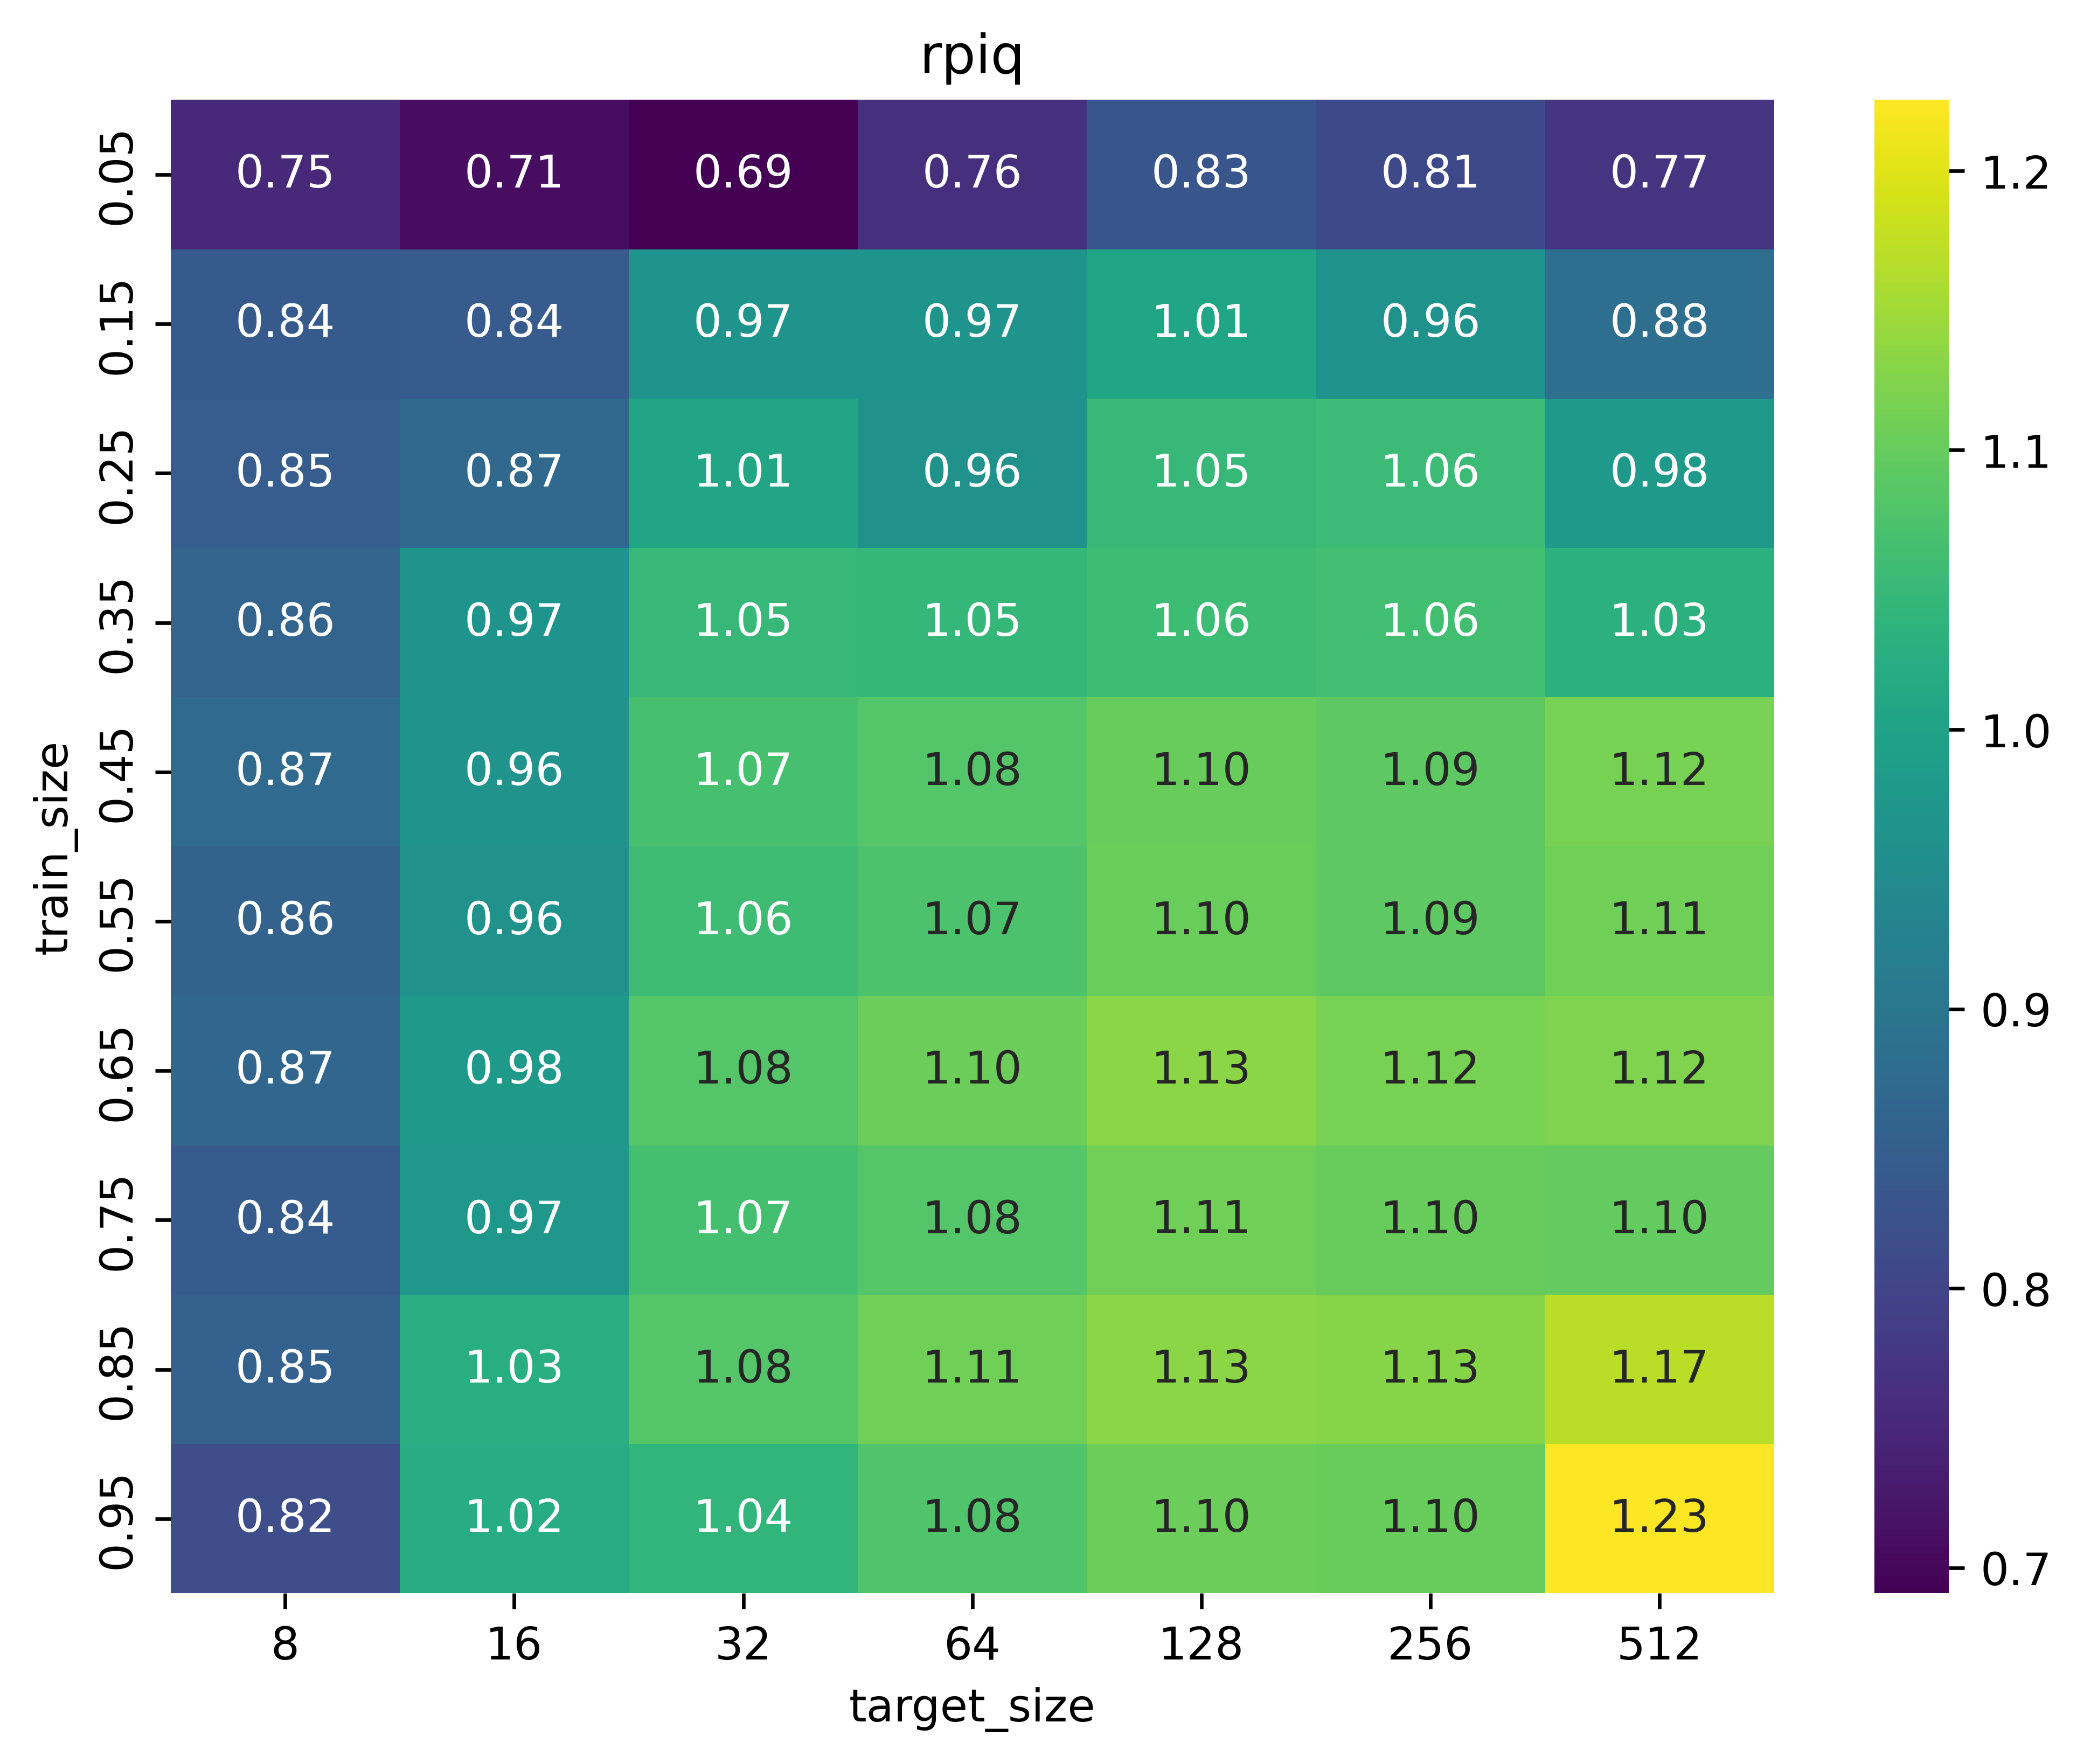 rpiq
0.05 0.75 0.71 0.69 0.76 0.83 0.81 0.77
0.15 0.84 0.84 0.97 0.97 1.01 0.96 0.88
0.25 0.85 0.87 1.01 0.96 1.05 1.06 0.98
0.35 0.86 0.97 1.05 1.05 1.06 1.06 1.03
0.45 0.87 0.96 1.07 1.08 1.10 1.09 1.12
0.55 0.86 0.96 1.06 1.07 1.10 1.09 1.11
0.65 0.87 0.98 1.08 1.10 1.13 1.12 1.12
0.75 0.84 0.97 1.07 1.08 1.11 1.10 1.10
0.85 0.85 1.03 1.08 1.11 1.13 1.13 1.17
0.95 0.82 1.02 1.04 1.08 1.10 1.10 1.23
8 16 32 64 128 256 512
target_size
train_size
1.2
1.1
1.0
0.9
0.8
0.7